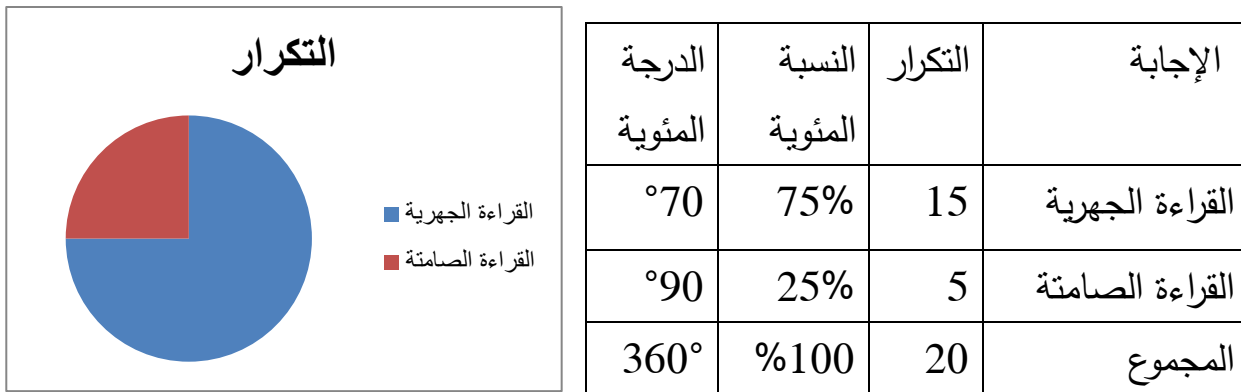 التكرار
القراءة الجهرية
القراءة الصامتة
الإجابة التكرار النسبة المئوية الدرجة المئوية
القراءة الجهرية 15 75% 70°
القراءة الصامتة 5 25% 90°
المجموع 20 100% 360°